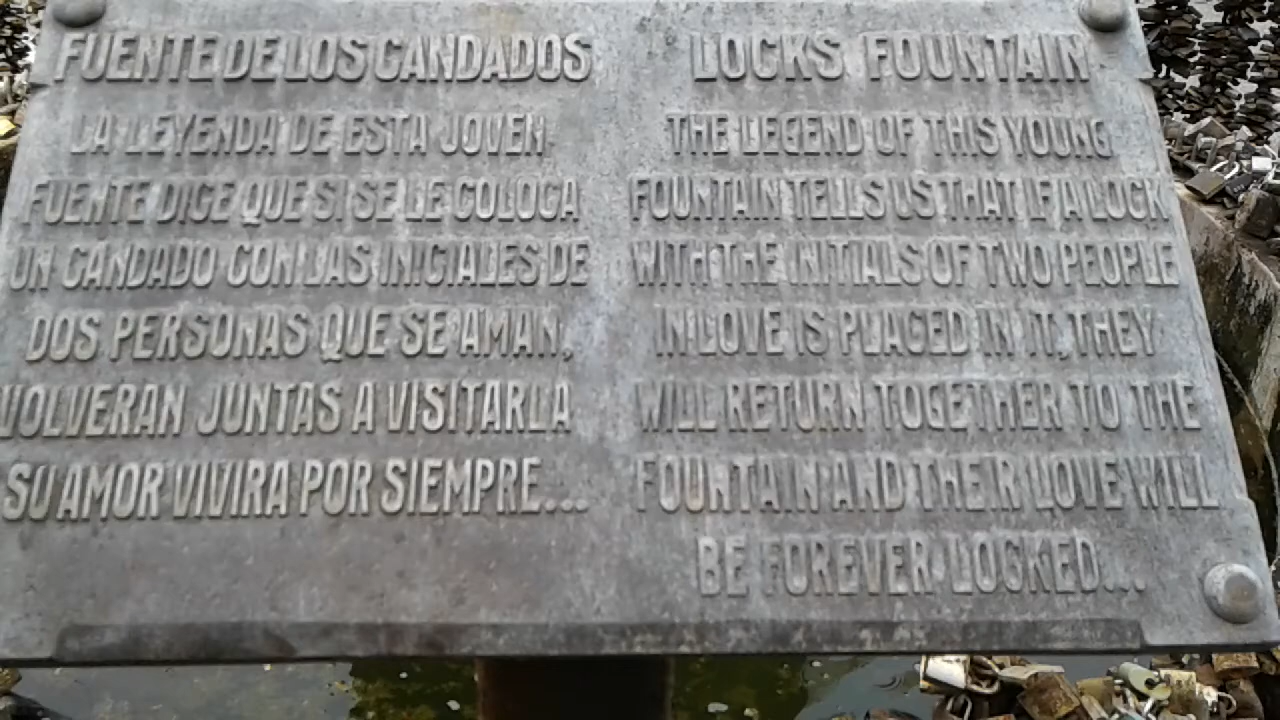 FUENTE DE LOS CANDADOS
LA LEYENDA DE ESTA JOVEN
FUENTE DICE QUE SI SE LE COLOCA
UN CANDADO CON LAS INICIALES DE
DOS PERSONAS QUE SE AMAN,
VOLVERAN JUNTAS A VISITARLA
SU AMOR VIVIRA POR SIEMPRE...
LOCKS FOUNTAIN
THE LEGEND OF THIS YOUNG
FOUNTAIN TELLS US THAT IF A LOCK
WITH THE INITIALS OF TWO PEOPLE
IN LOVE IS PLACED IN IT, THEY
WILL RETURN TOGETHER TO THE
FOUNTAIN AND THEIR LOVE WILL
BE FOREVER LOCKED...